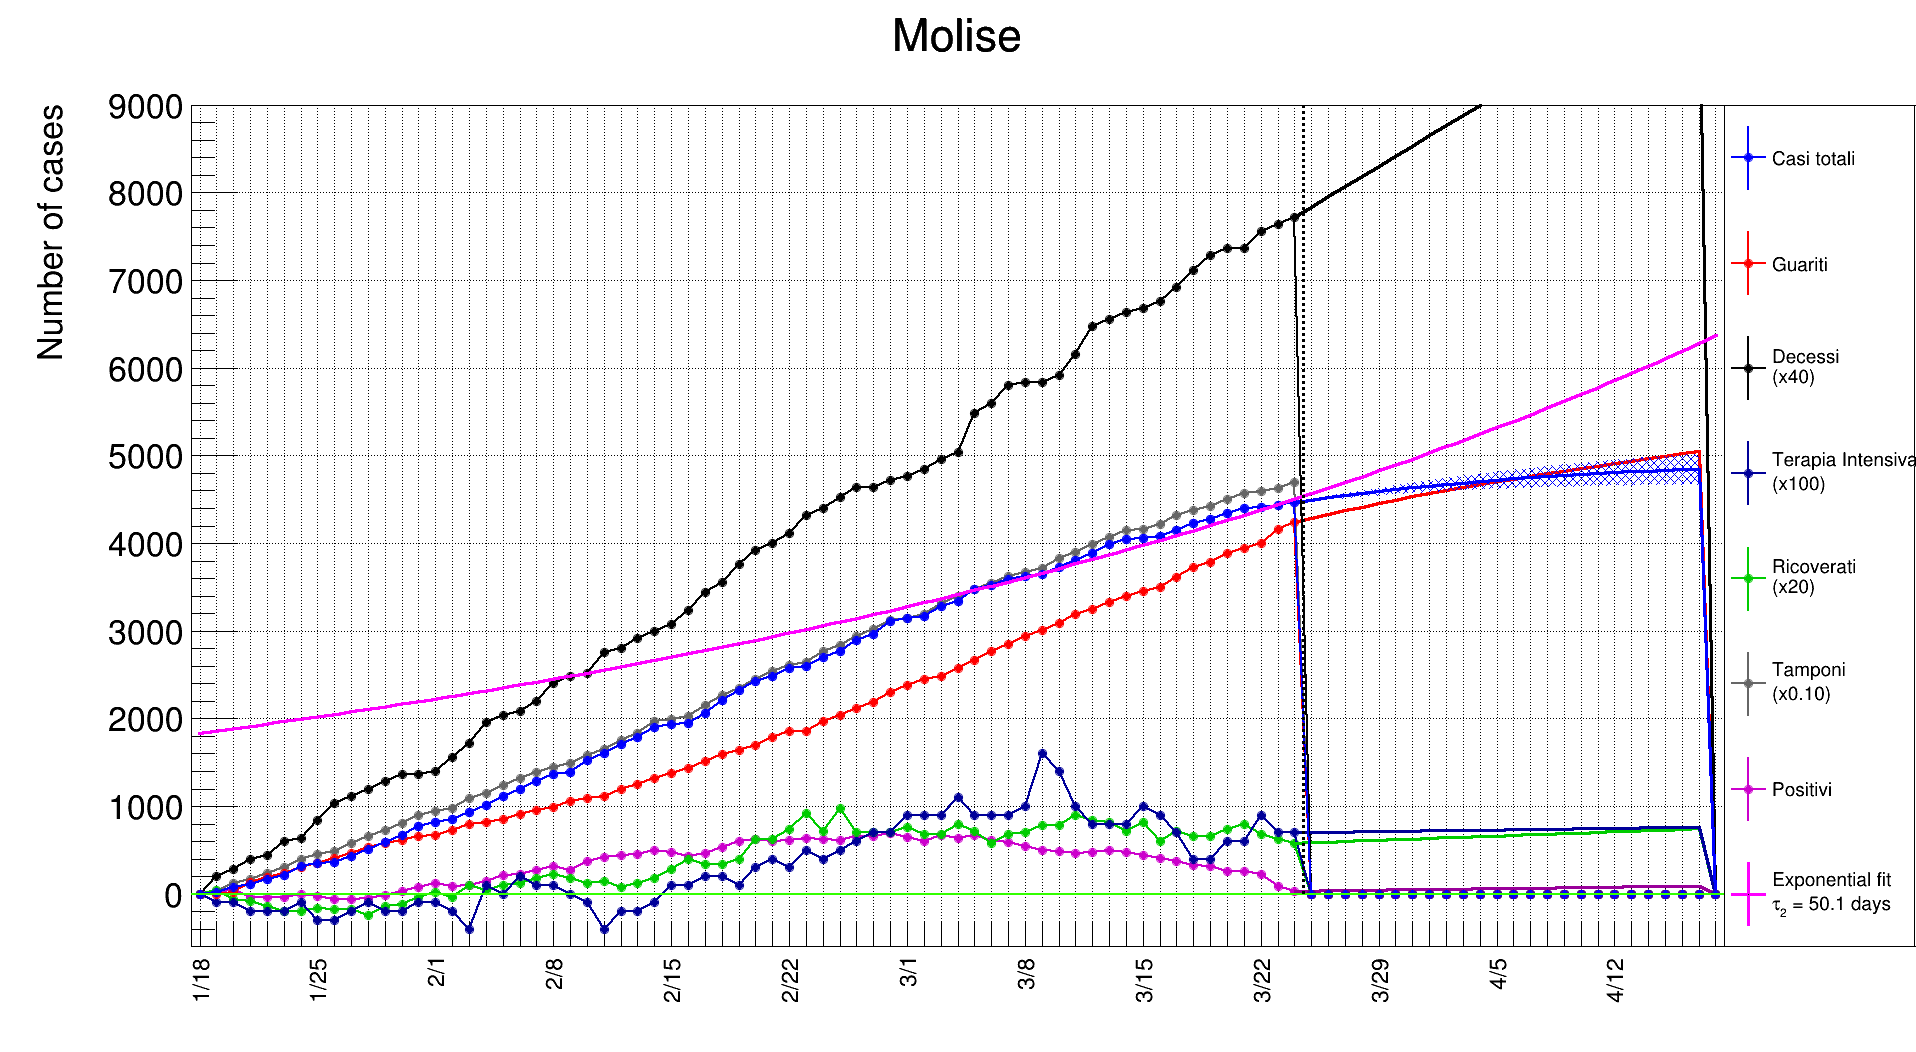 Molise
Number of cases
9000
8000
7000
6000
5000
4000
3000
2000
1000
0
1/18
1/25
2/1
2/8
2/15
2/22
3/1
3/8
3/15
3/22
3/29
4/5
4/12
Casi totali
Guariti
Decessi
(x40)
Terapia Intensiva
(x100)
Ricoverati
(x20)
Tamponi
(x0.10)
Positivi
Exponential fit
τ₂ = 50.1 days